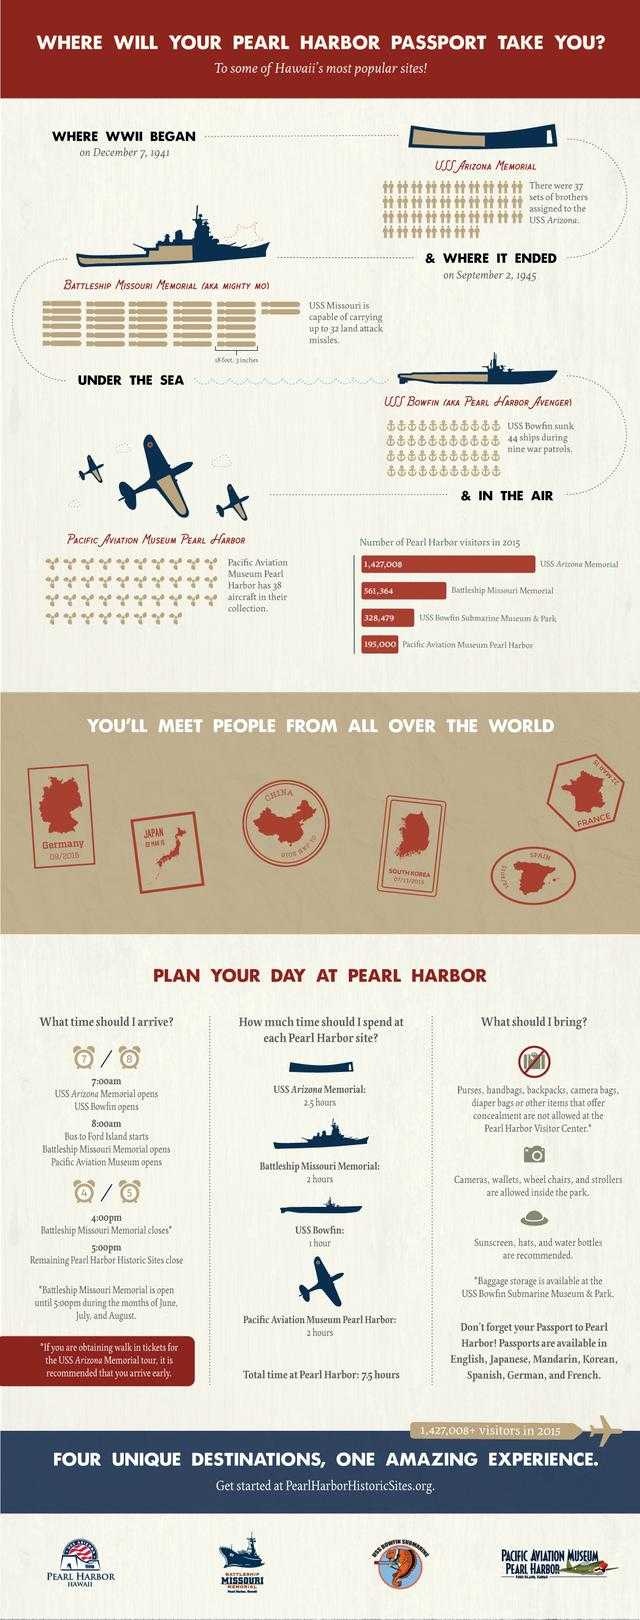 WHERE WILL YOUR PEARL HARBOR PASSPORT TAKE YOU?
To some of Hawaii's most popular sites!
WHERE WWII BEGAN
on December 7, 1941
USS Arizona Memorial
There were 37
sets of brothers
assigned to the
USS Arizona.
& WHERE IT ENDED
on September 2, 1945
Battleship Missouri Memorial (aka mighty mo)
USS Missouri is
capable of carrying
up to 32 land attack
missles.
18 feet, 3 inches
UNDER THE SEA
USS Bowfin (aka Pearl Harbor Avenger)
USS Bowfin sunk
44 ships during
nine war patrols.
& IN THE AIR
Pacific Aviation Museum Pearl Harbor
Pacific Aviation
Museum Pearl
Harbor has 38
aircraft in their
collection.
Number of Pearl Harbor visitors in 2015
1,427,008 USS Arizona Memorial
561,364 Battleship Missouri Memorial
328,479 USS Bowfin Submarine Museum & Park
195,000 Pacific Aviation Museum Pearl Harbor
YOU'LL MEET PEOPLE FROM ALL OVER THE WORLD
Germany
09/2015
JAPAN
CHINA
SOUTH KOREA
07/11/2015
FRANCE
SPAIN
PLAN YOUR DAY AT PEARL HARBOR
What time should I arrive?
7 / 8
7:00am
USS Arizona Memorial opens
USS Bowfin opens
8:00am
Bus to Ford Island starts
Battleship Missouri Memorial opens
Pacific Aviation Museum opens
4 / 5
4:00pm
Battleship Missouri Memorial closes*
5:00pm
Remaining Pearl Harbor Historic Sites close
*Battleship Missouri Memorial is open
until 5:00pm during the months of June,
July, and August.
*If you are obtaining walk in tickets for
the USS Arizona Memorial tour, it is
recommended that you arrive early.
How much time should I spend at
each Pearl Harbor site?
USS Arizona Memorial:
2.5 hours
Battleship Missouri Memorial:
2 hours
USS Bowfin:
1 hour
Pacific Aviation Museum Pearl Harbor:
2 hours
Total time at Pearl Harbor: 7.5 hours
What should I bring?
Purses, handbags, backpacks, camera bags,
diaper bags or other items that offer
concealment are not allowed at the
Pearl Harbor Visitor Center.*
Cameras, wallets, wheel chairs, and strollers
are allowed inside the park.
Sunscreen, hats, and water bottles
are recommended.
*Baggage storage is available at the
USS Bowfin Submarine Museum & Park.
Don't forget your Passport to Pearl
Harbor! Passports are available in
English, Japanese, Mandarin, Korean,
Spanish, German, and French.
1,427,008+ visitors in 2015
FOUR UNIQUE DESTINATIONS, ONE AMAZING EXPERIENCE.
Get started at PearlHarborHistoricSites.org.
PEARL HARBOR
HAWAII
BATTLESHIP
MISSOURI
MEMORIAL
Pearl Harbor, Hawaii
USS BOWFIN SUBMARINE
PACIFIC AVIATION MUSEUM
PEARL HARBOR